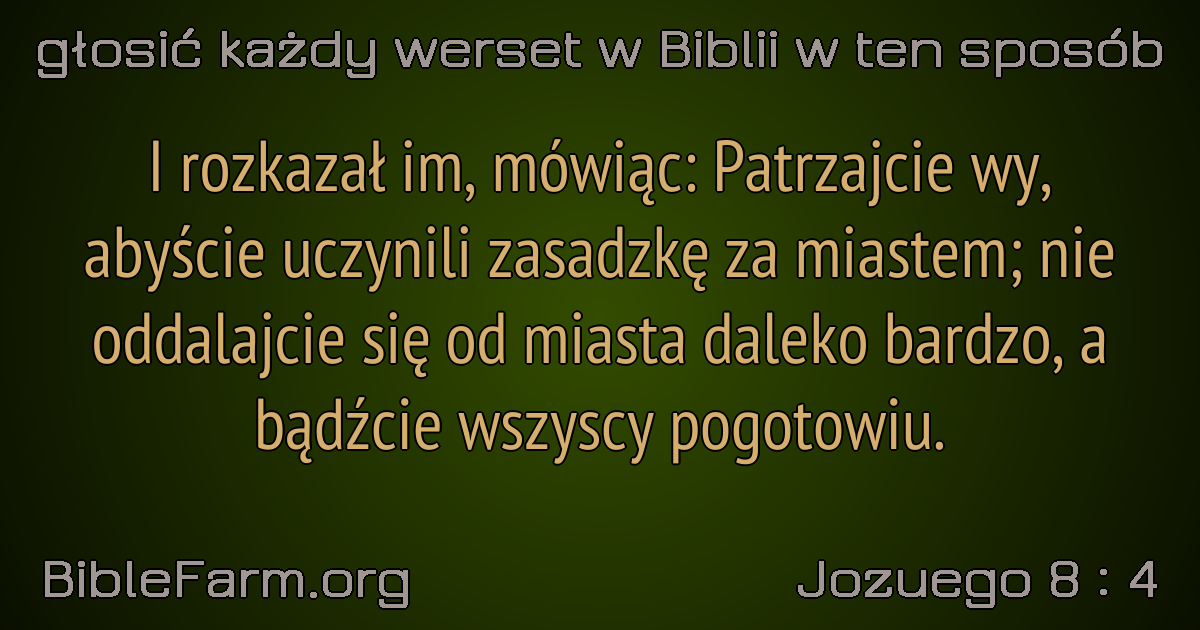 głosić każdy werset w Biblii w ten sposób
I rozkazał im, mówiąc: Patrzajcie wy,
abyście uczynili zasadzkę za miastem; nie
oddalajcie się od miasta daleko bardzo, a
bądźcie wszyscy pogotowiu.
BibleFarm.org
Jozuego 8 : 4